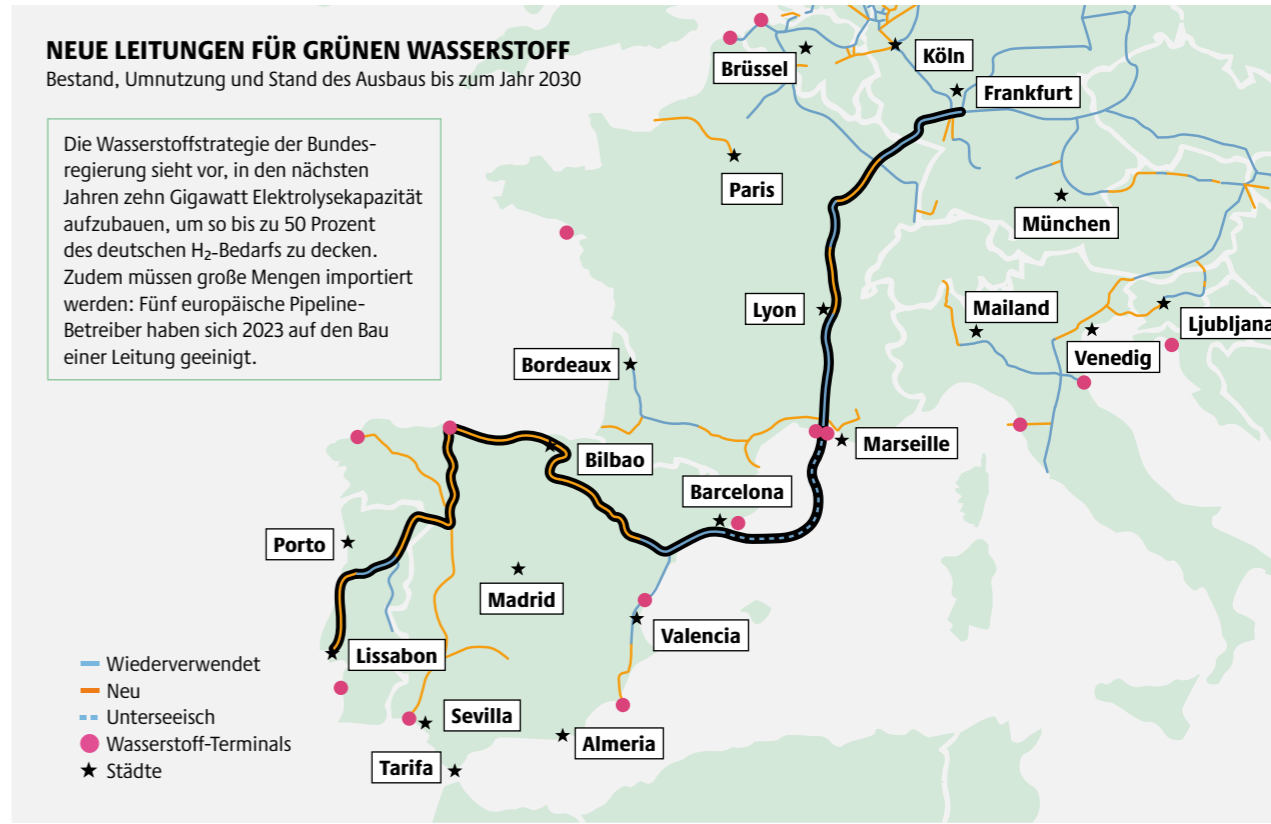 NEUE LEITUNGEN FÜR GRÜNEN WASSERSTOFF
Bestand, Umnutzung und Stand des Ausbaus bis zum Jahr 2030
Die Wasserstoffstrategie der Bundes-
regierung sieht vor, in den nächsten
Jahren zehn Gigawatt Elektrolysekapazität
aufzubauen, um so bis zu 50 Prozent
des deutschen H₂-Bedarfs zu decken.
Zudem müssen große Mengen importiert
werden: Fünf europäische Pipeline-
Betreiber haben sich 2023 auf den Bau
einer Leitung geeinigt.
Brüssel
Köln
Frankfurt
Paris
München
Lyon
Mailand
Ljubljana
Venedig
Bordeaux
Marseille
Bilbao
Barcelona
Porto
Madrid
Valencia
Lissabon
Sevilla
Almeria
Tarifa
Wiederverwendet
Neu
Unterseeisch
Wasserstoff-Terminals
Städte